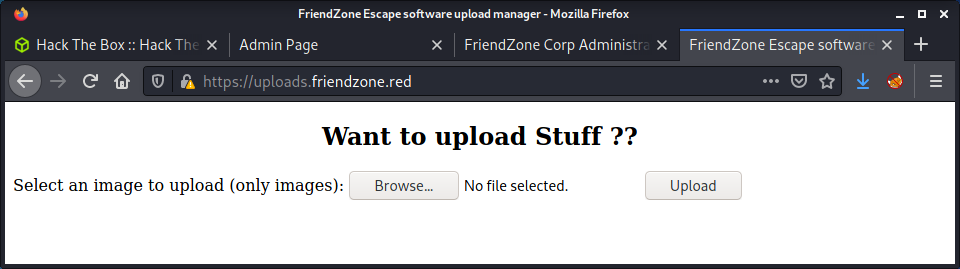 FriendZone Escape software upload manager - Mozilla Firefox
Hack The Box :: Hack The
Admin Page
FriendZone Corp Administra
FriendZone Escape software
https://uploads.friendzone.red
Want to upload Stuff ??
Select an image to upload (only images): Browse... No file selected. Upload